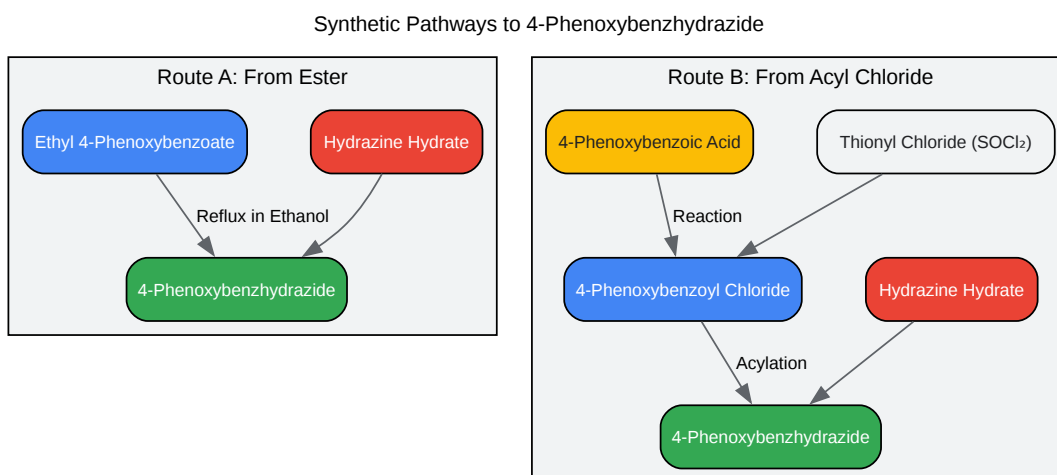 Synthetic Pathways to 4-Phenoxybenzhydrazide
Route A: From Ester
Ethyl 4-Phenoxybenzoate
Hydrazine Hydrate
Reflux in Ethanol
4-Phenoxybenzhydrazide
Route B: From Acyl Chloride
4-Phenoxybenzoic Acid
Thionyl Chloride (SOCl₂)
Reaction
4-Phenoxybenzoyl Chloride
Hydrazine Hydrate
Acylation
4-Phenoxybenzhydrazide